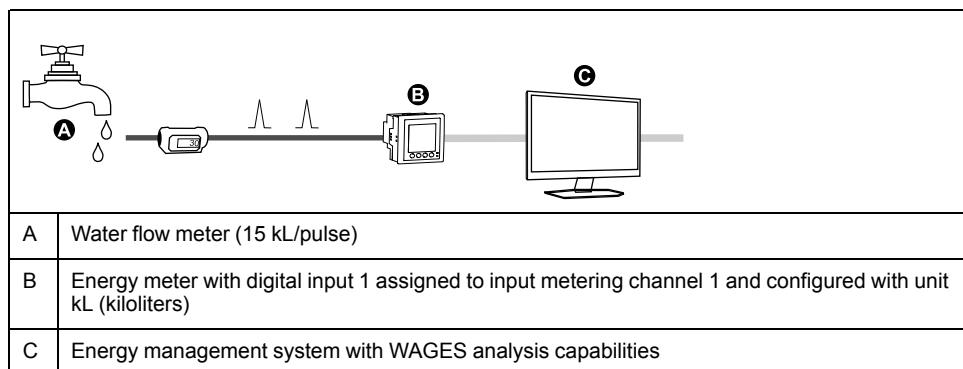 A
B
C
30
A Water flow meter (15 kL/pulse)
B Energy meter with digital input 1 assigned to input metering channel 1 and configured with unit
kL (kiloliters)
C Energy management system with WAGES analysis capabilities